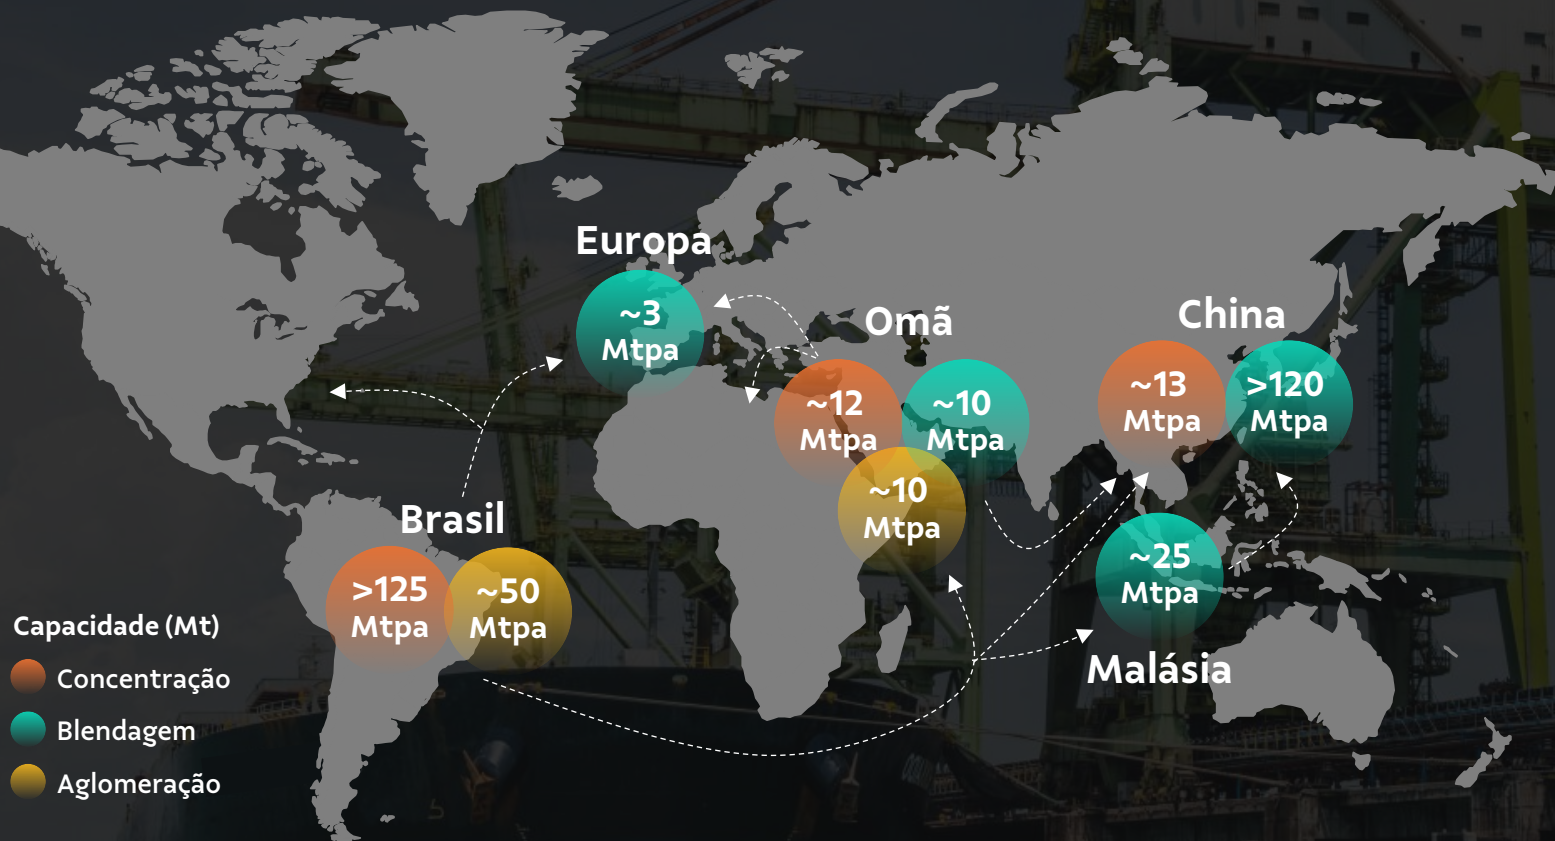 Europa
~3
Mtpa
Omã
~12
Mtpa
~10
Mtpa
~10
Mtpa
China
~13
Mtpa
>120
Mtpa
Brasil
>125
Mtpa
~50
Mtpa
~25
Mtpa
Malásia
Capacidade (Mt)
Concentração
Blendagem
Aglomeração